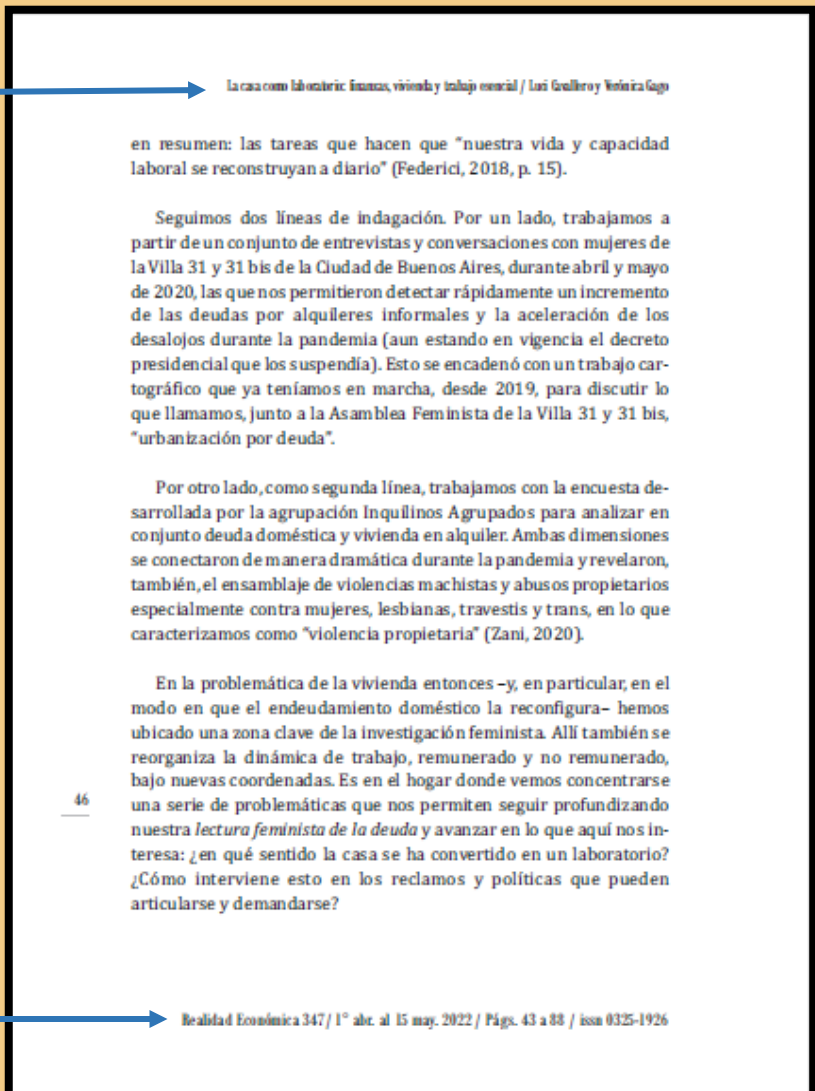 La casa como laboratorio: finanzas, vivienda y trabajo esencial / Luci Cavallero y Verónica Gago
en resumen: las tareas que hacen que “nuestra vida y capacidad
laboral se reconstruyan a diario” (Federici, 2018, p. 15).
Seguimos dos líneas de indagación. Por un lado, trabajamos a
partir de un conjunto de entrevistas y conversaciones con mujeres de
la Villa 31 y 31 bis de la Ciudad de Buenos Aires, durante abril y mayo
de 2020, las que nos permitieron detectar rápidamente un incremento
de las deudas por alquileres informales y la aceleración de los
desalojos durante la pandemia (aun estando en vigencia el decreto
presidencial que los suspendía). Esto se encadenó con un trabajo car-
tográfico que ya teníamos en marcha, desde 2019, para discutir lo
que llamamos, junto a la Asamblea Feminista de la Villa 31 y 31 bis,
“urbanización por deuda”.
Por otro lado, como segunda línea, trabajamos con la encuesta de-
sarrollada por la agrupación Inquilinos Agrupados para analizar en
conjunto deuda doméstica y vivienda en alquiler. Ambas dimensiones
se conectaron de manera dramática durante la pandemia y revelaron,
también, el ensamblaje de violencias machistas y abusos propietarios
especialmente contra mujeres, lesbianas, travestis y trans, en lo que
caracterizamos como “violencia propietaria” (Zani, 2020).
En la problemática de la vivienda entonces –y, en particular, en el
modo en que el endeudamiento doméstico la reconfigura– hemos
ubicado una zona clave de la investigación feminista. Allí también se
reorganiza la dinámica de trabajo, remunerado y no remunerado,
bajo nuevas coordenadas. Es en el hogar donde vemos concentrarse
46
una serie de problemáticas que nos permiten seguir profundizando
nuestra lectura feminista de la deuda y avanzar en lo que aquí nos in-
teresa: ¿en qué sentido la casa se ha convertido en un laboratorio?
¿Cómo interviene esto en los reclamos y políticas que pueden
articularse y demandarse?
Realidad Económica 347 / 1° abr. al 15 may. 2022 / Págs. 43 a 88 / issn 0325-1926